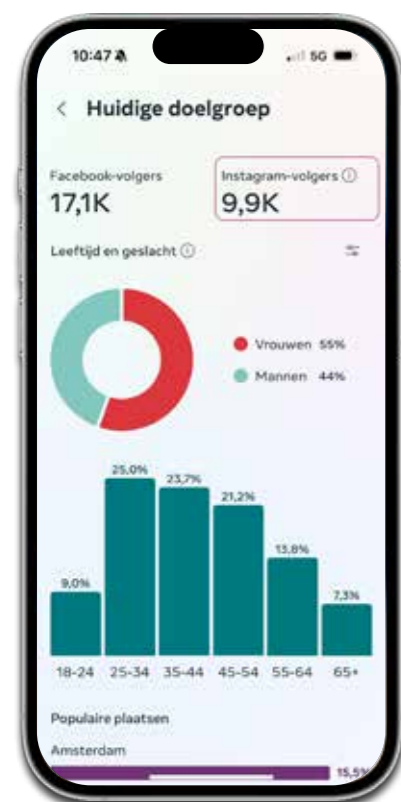 10:47
5G
< Huidige doelgroep
Facebook-volgers
17,1K
Instagram-volgers
9,9K
Leeftijd en geslacht
Vrouwen 55%
Mannen 44%
9,0%
25,0%
23,7%
21,2%
13,8%
7,3%
18-24 25-34 35-44 45-54 55-64 65+
Populaire plaatsen
Amsterdam
15,5%